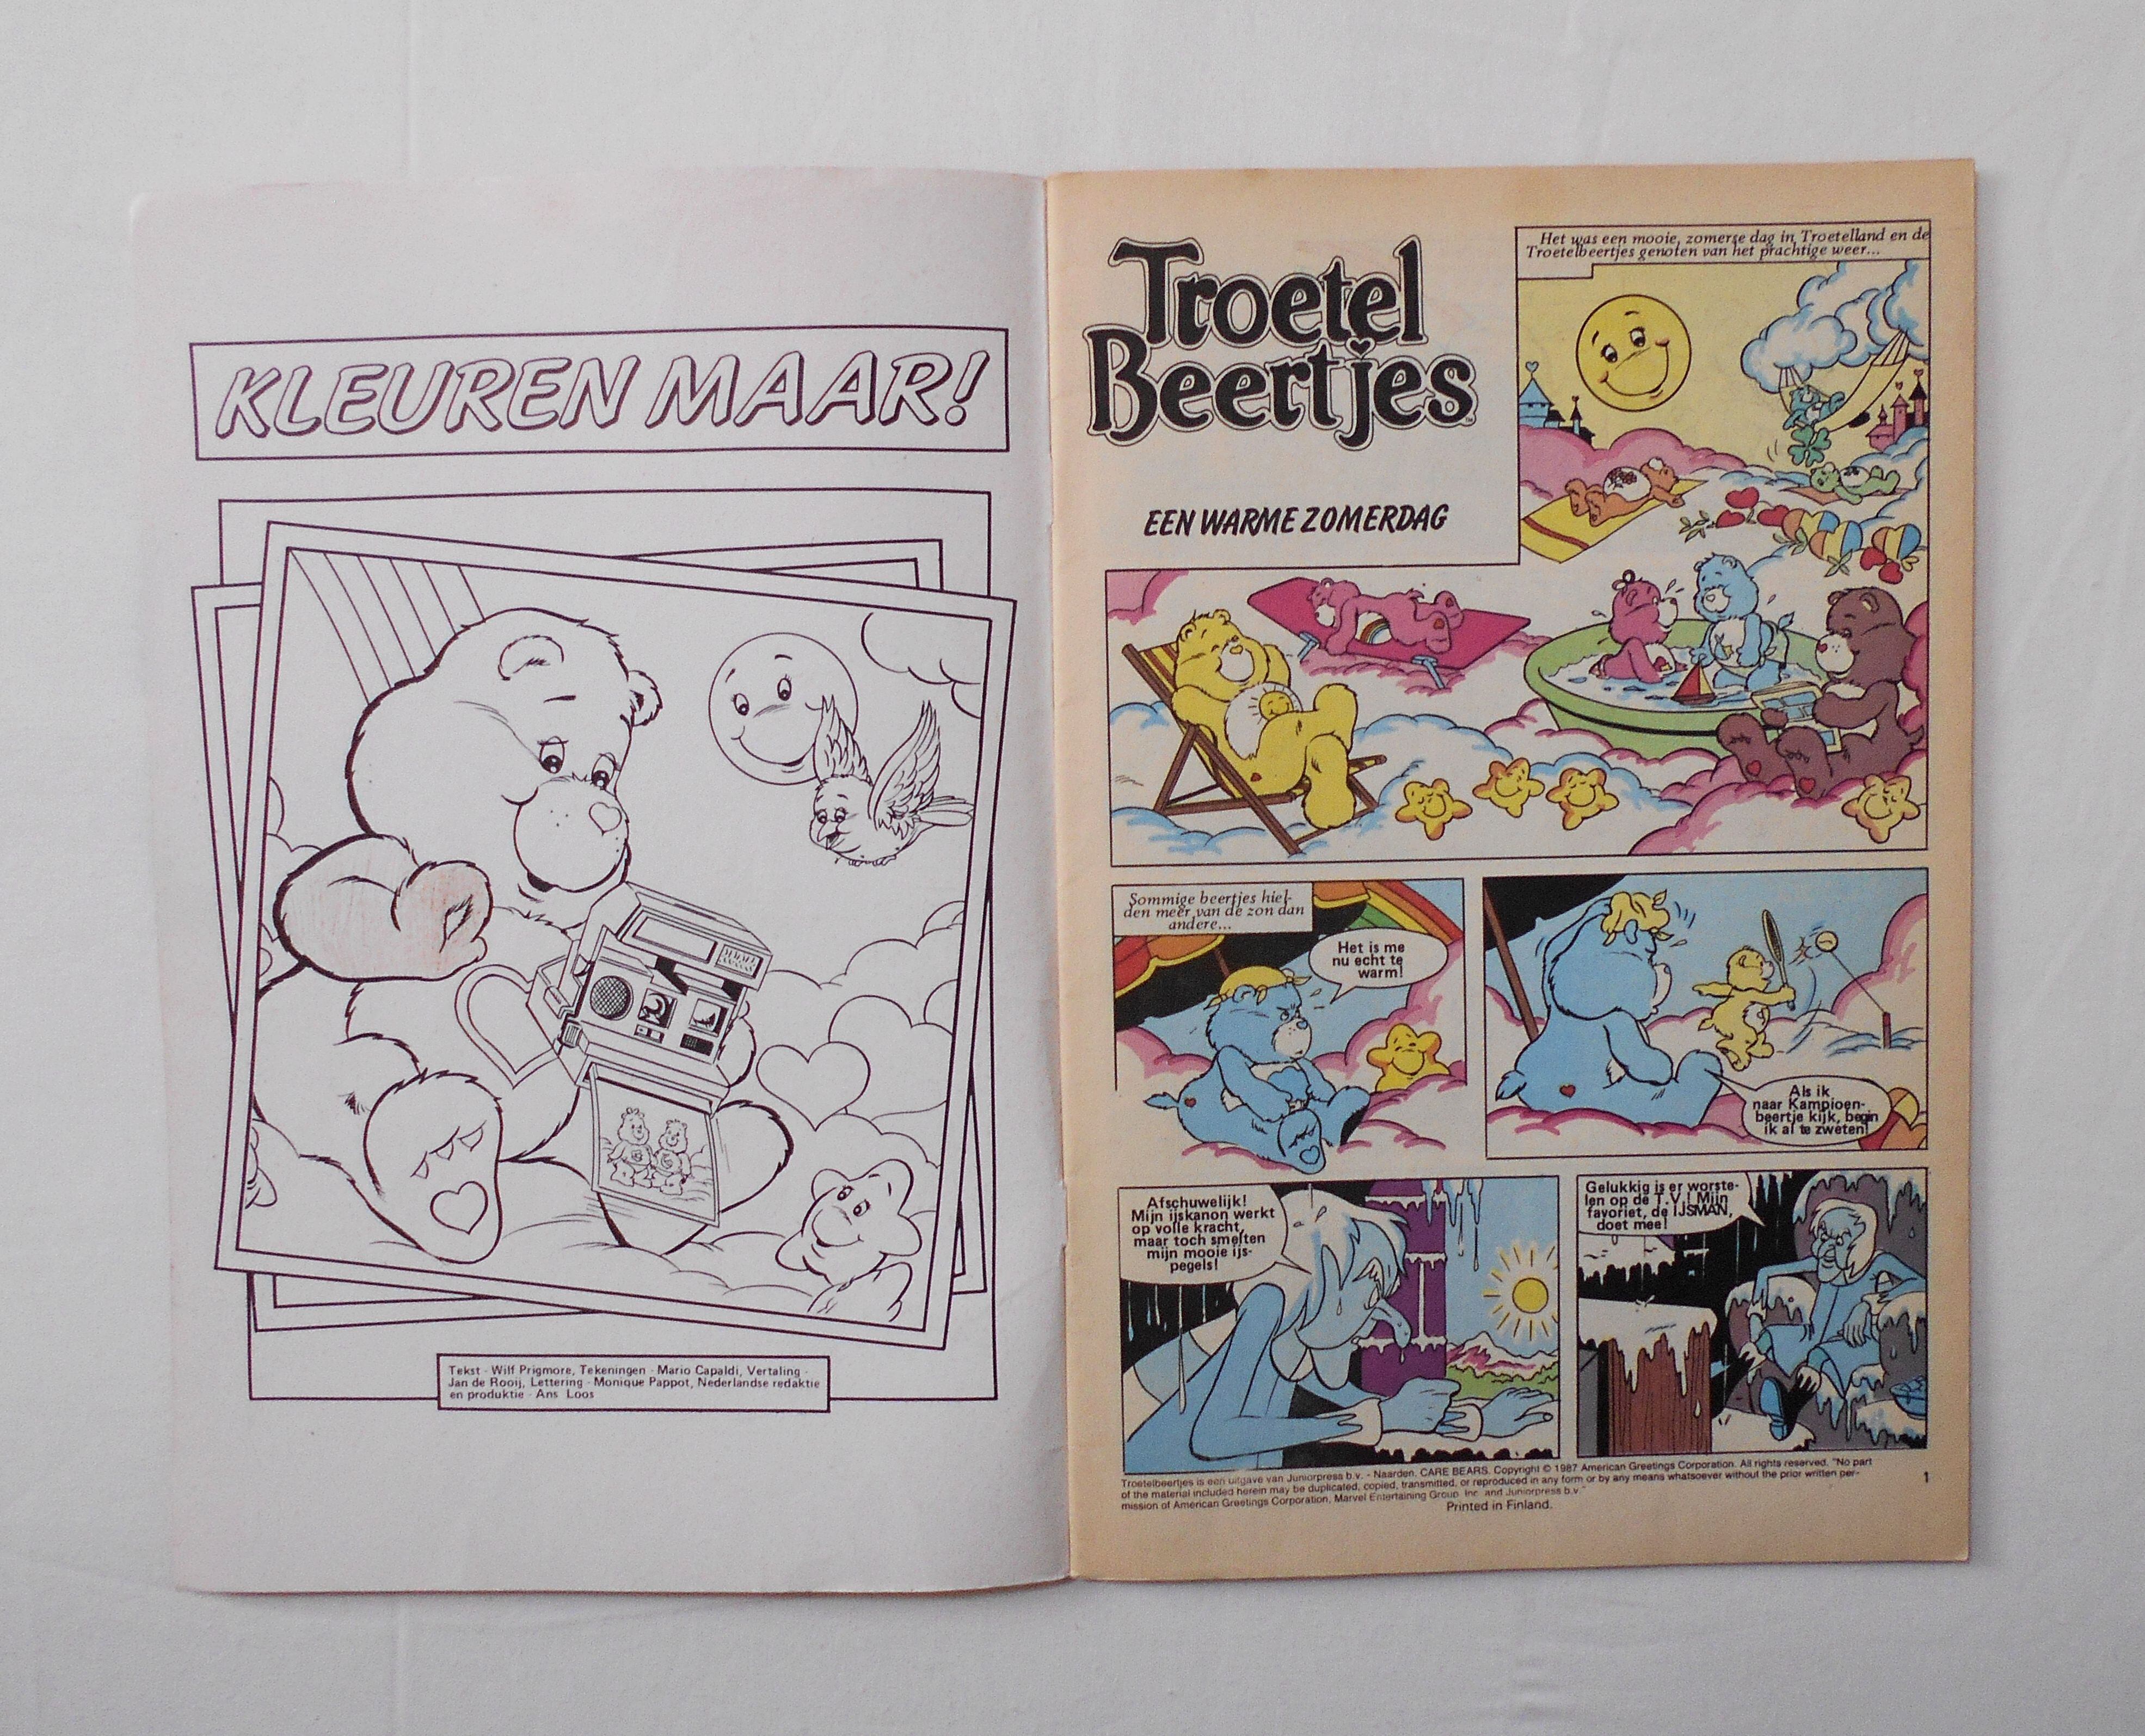 KLEUREN MAAR!
Tekst - Wilf Prigmore, Tekeningen - Mario Capaldi, Vertaling -
Jan de Rooij, Lettering - Monique Pappot, Nederlandse redaktie
en produktie - Ans Loos
Troetel
Beertjes
EEN WARME ZOMERDAG
Het was een mooie, zomerse dag in Troetelland en de
Troetelbeertjes genoten van het prachtige weer...
Sommige beertjes hiel-
den meer van de zon dan
andere...
Het is me
nu echt te
warm!
Als ik
naar Kampioen-
beertje kijk, begin
ik al te zweten!
Afschuwelijk!
Mijn ijskanon werkt
op volle kracht,
maar toch smelten
mijn mooie ijs-
pegels!
Gelukkig is er worste-
len op de T.V.! Mijn
favoriet, de IJSMAN,
doet mee!
Troetelbeertjes is een uitgave van Juniorpress b.v. - Naarden. CARE BEARS. Copyright © 1987 American Greetings Corporation. All rights reserved. "No part
of the material included herein may be duplicated, copied, transmitted, or reproduced in any form or by any means whatsoever without the prior written per-
mission of American Greetings Corporation, Marvel Entertaining Group Inc. and Juniorpress b.v."
Printed in Finland.
1